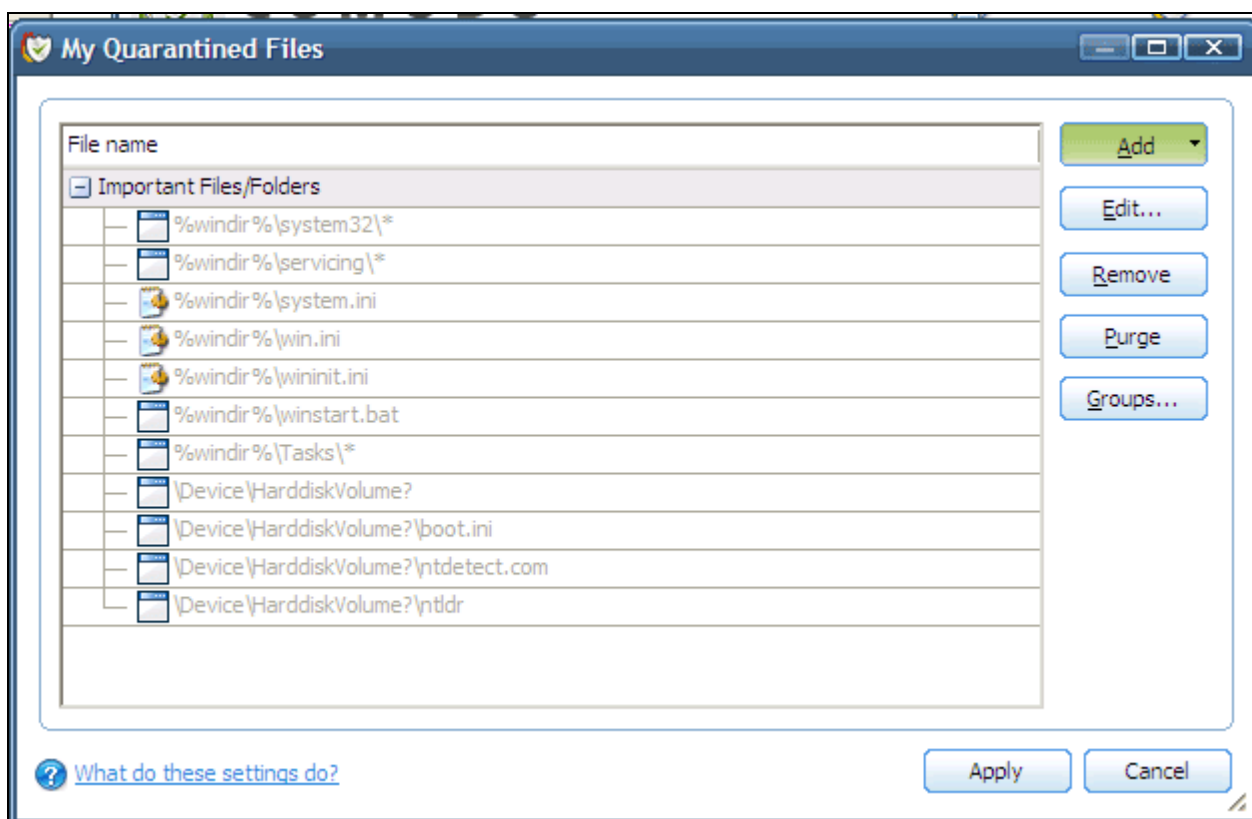 My Quarantined Files
File name
Important Files/Folders
%windir%\system32\*
%windir%\servicing\*
%windir%\system.ini
%windir%\win.ini
%windir%\wininit.ini
%windir%\winstart.bat
%windir%\Tasks\*
\Device\HarddiskVolume?
\Device\HarddiskVolume?\boot.ini
\Device\HarddiskVolume?\ntdetect.com
\Device\HarddiskVolume?\ntldr
Add
Edit...
Remove
Purge
Groups...
What do these settings do?
Apply
Cancel